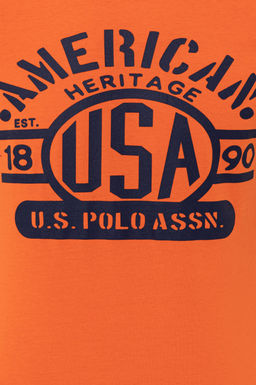 ·AMERICAN·
HERITAGE
EST.
18 USA 90
U.S. POLO ASSN.